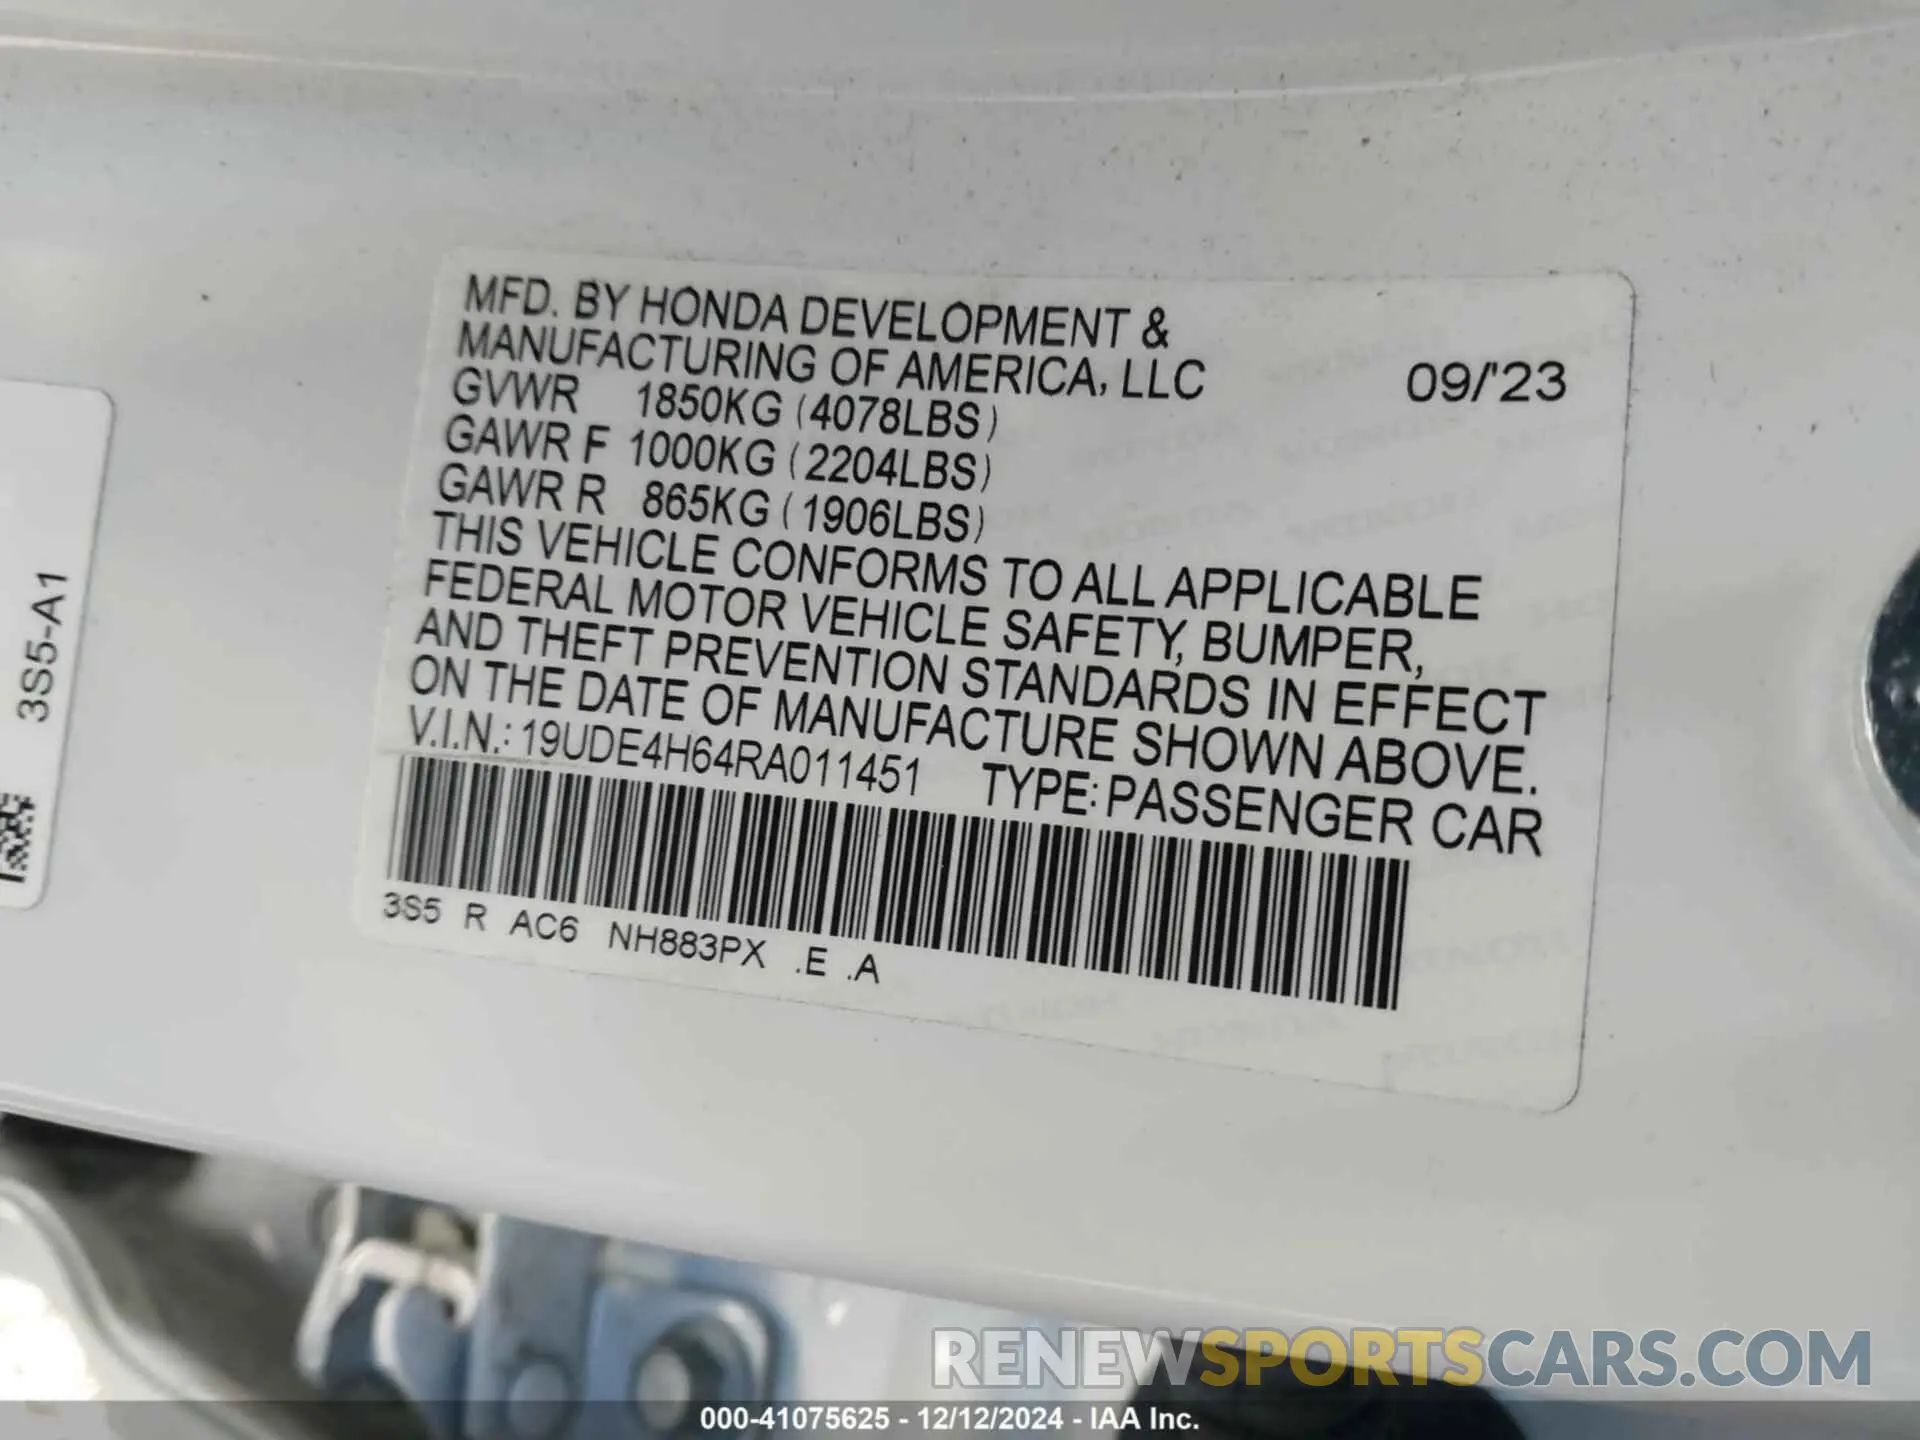 MFD. BY HONDA DEVELOPMENT &
MANUFACTURING OF AMERICA, LLC 09/'23
GVWR 1850KG (4078LBS)
GAWR F 1000KG (2204LBS)
GAWR R 865KG (1906LBS)
THIS VEHICLE CONFORMS TO ALL APPLICABLE
FEDERAL MOTOR VEHICLE SAFETY, BUMPER,
AND THEFT PREVENTION STANDARDS IN EFFECT
ON THE DATE OF MANUFACTURE SHOWN ABOVE.
V.I.N.: 19UDE4H64RA011451 TYPE: PASSENGER CAR
3S5 R AC6 NH883PX .E .A
3S5-A1
RENEWSPORTSCARS.COM
000-41075625 - 12/12/2024 - IAA Inc.